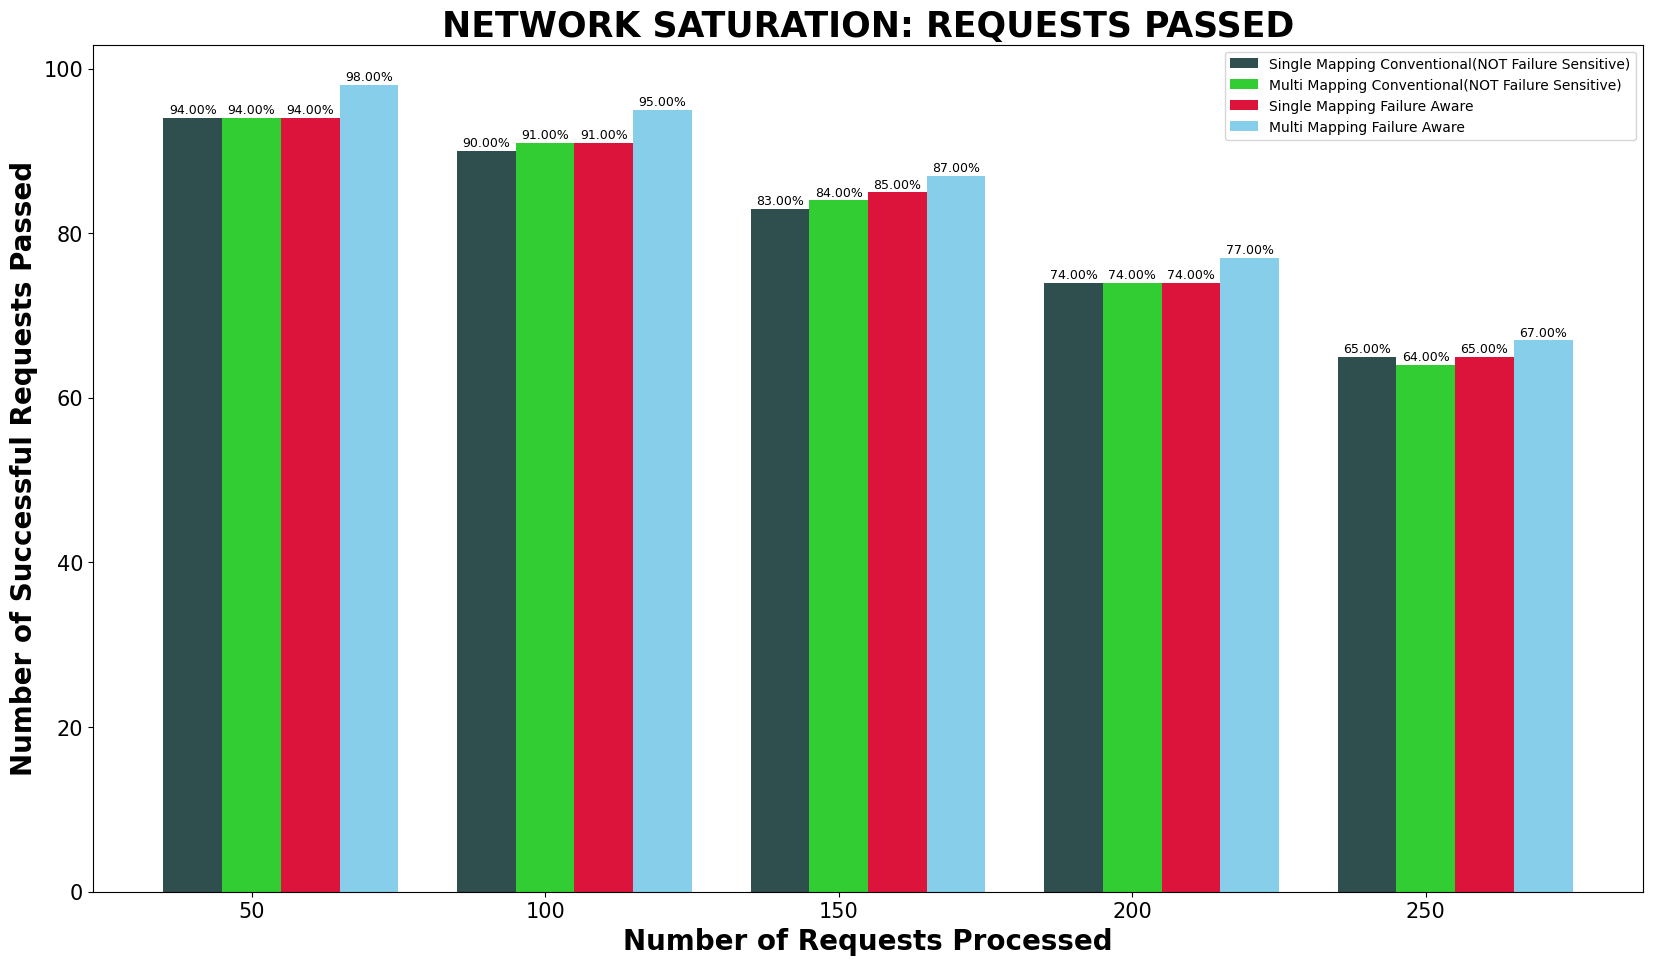 NETWORK SATURATION: REQUESTS PASSED
Single Mapping Conventional(NOT Failure Sensitive)
Multi Mapping Conventional(NOT Failure Sensitive)
Single Mapping Failure Aware
Multi Mapping Failure Aware
Number of Successful Requests Passed
100
80
60
40
20
0
94.00% 94.00% 94.00% 98.00%
90.00% 91.00% 91.00% 95.00%
83.00% 84.00% 85.00% 87.00%
74.00% 74.00% 74.00% 77.00%
65.00% 64.00% 65.00% 67.00%
50 100 150 200 250
Number of Requests Processed